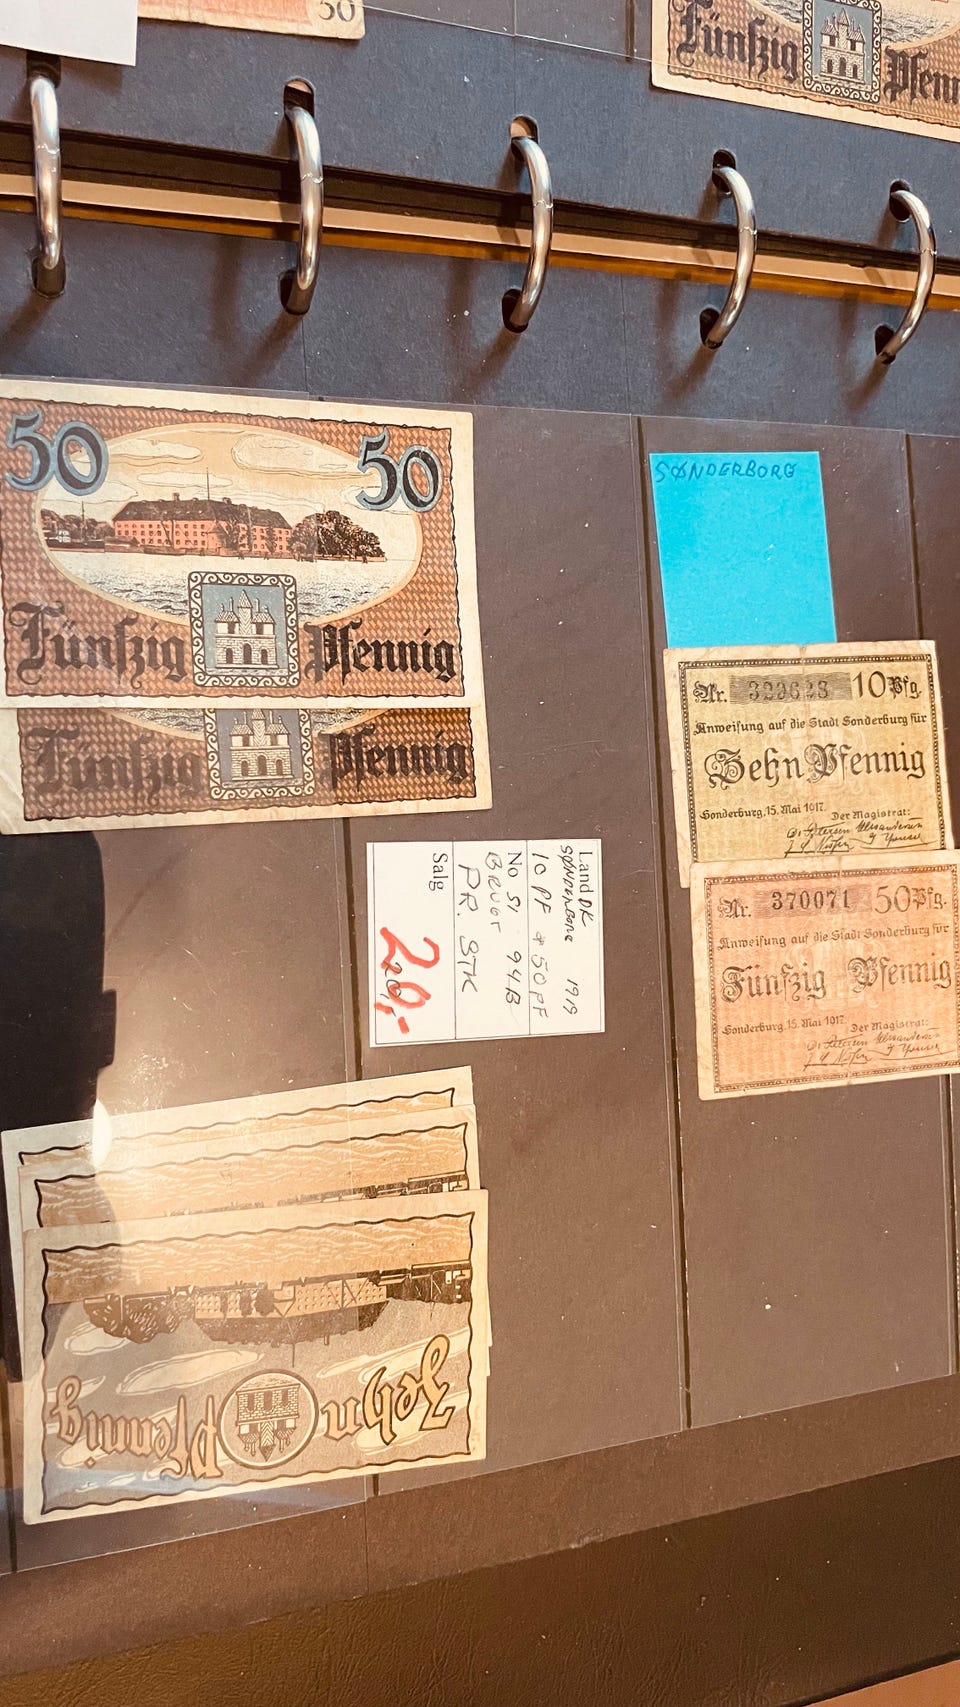 50
Fünfzig Pfenn
50 50
Fünfzig Pfennig
Fünfzig Pfennig
SØNDERBORG
Nr. 329623 10 Pfg.
Anweisung auf die Stadt Sonderburg für
Zehn Pfennig
Sonderburg, 15. Mai 1917. Der Magistrat:
Nr. 370071 50 Pfg.
Anweisung auf die Stadt Sonderburg für
Fünfzig Pfennig
Sonderburg, 15. Mai 1917. Der Magistrat:
Land DK
SØNDERBORG 1919
10 PF + 50 PF
No 51 94B
BRUGT
PR. STK
Salg 20,-
Zehn Pfennig